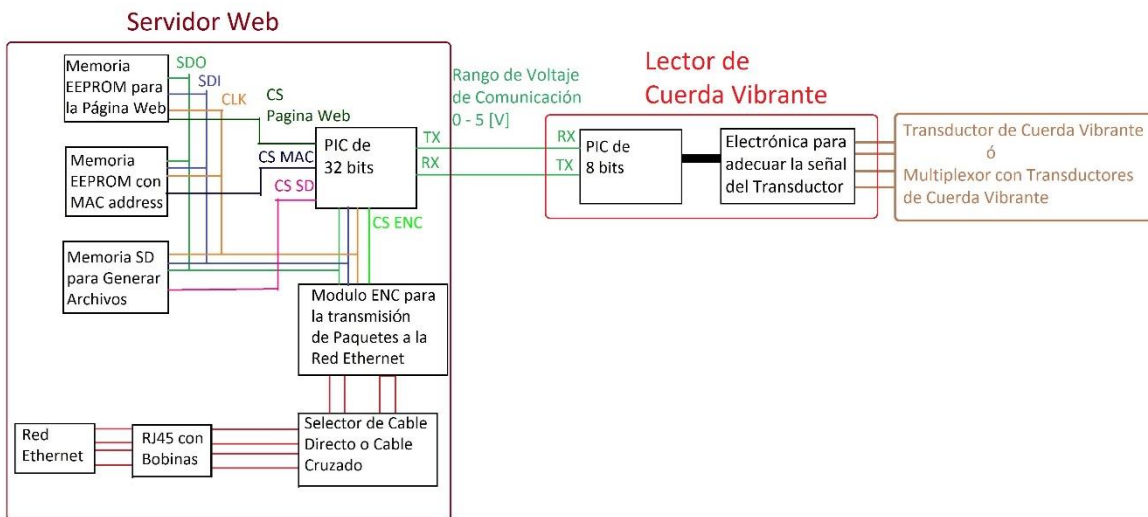 Servidor Web
Memoria
EEPROM para
la Página Web
SDO
SDI
CLK
CS
Pagina Web
Memoria
EEPROM con
MAC address
CS MAC
CS SD
PIC de
32 bits
Memoria SD
para Generar
Archivos
CS ENC
Modulo ENC para
la transmisión
de Paquetes a la
Red Ethernet
Red
Ethernet
RJ45 con
Bobinas
Selector de Cable
Directo o Cable
Cruzado
Rango de Voltaje
de Comunicación
0 - 5 [V]
TX
RX
Lector de
Cuerda Vibrante
RX
TX
PIC de
8 bits
Electrónica para
adecuar la señal
del Transductor
Transductor de Cuerda Vibrante
ó
Multiplexor con Transductores
de Cuerda Vibrante